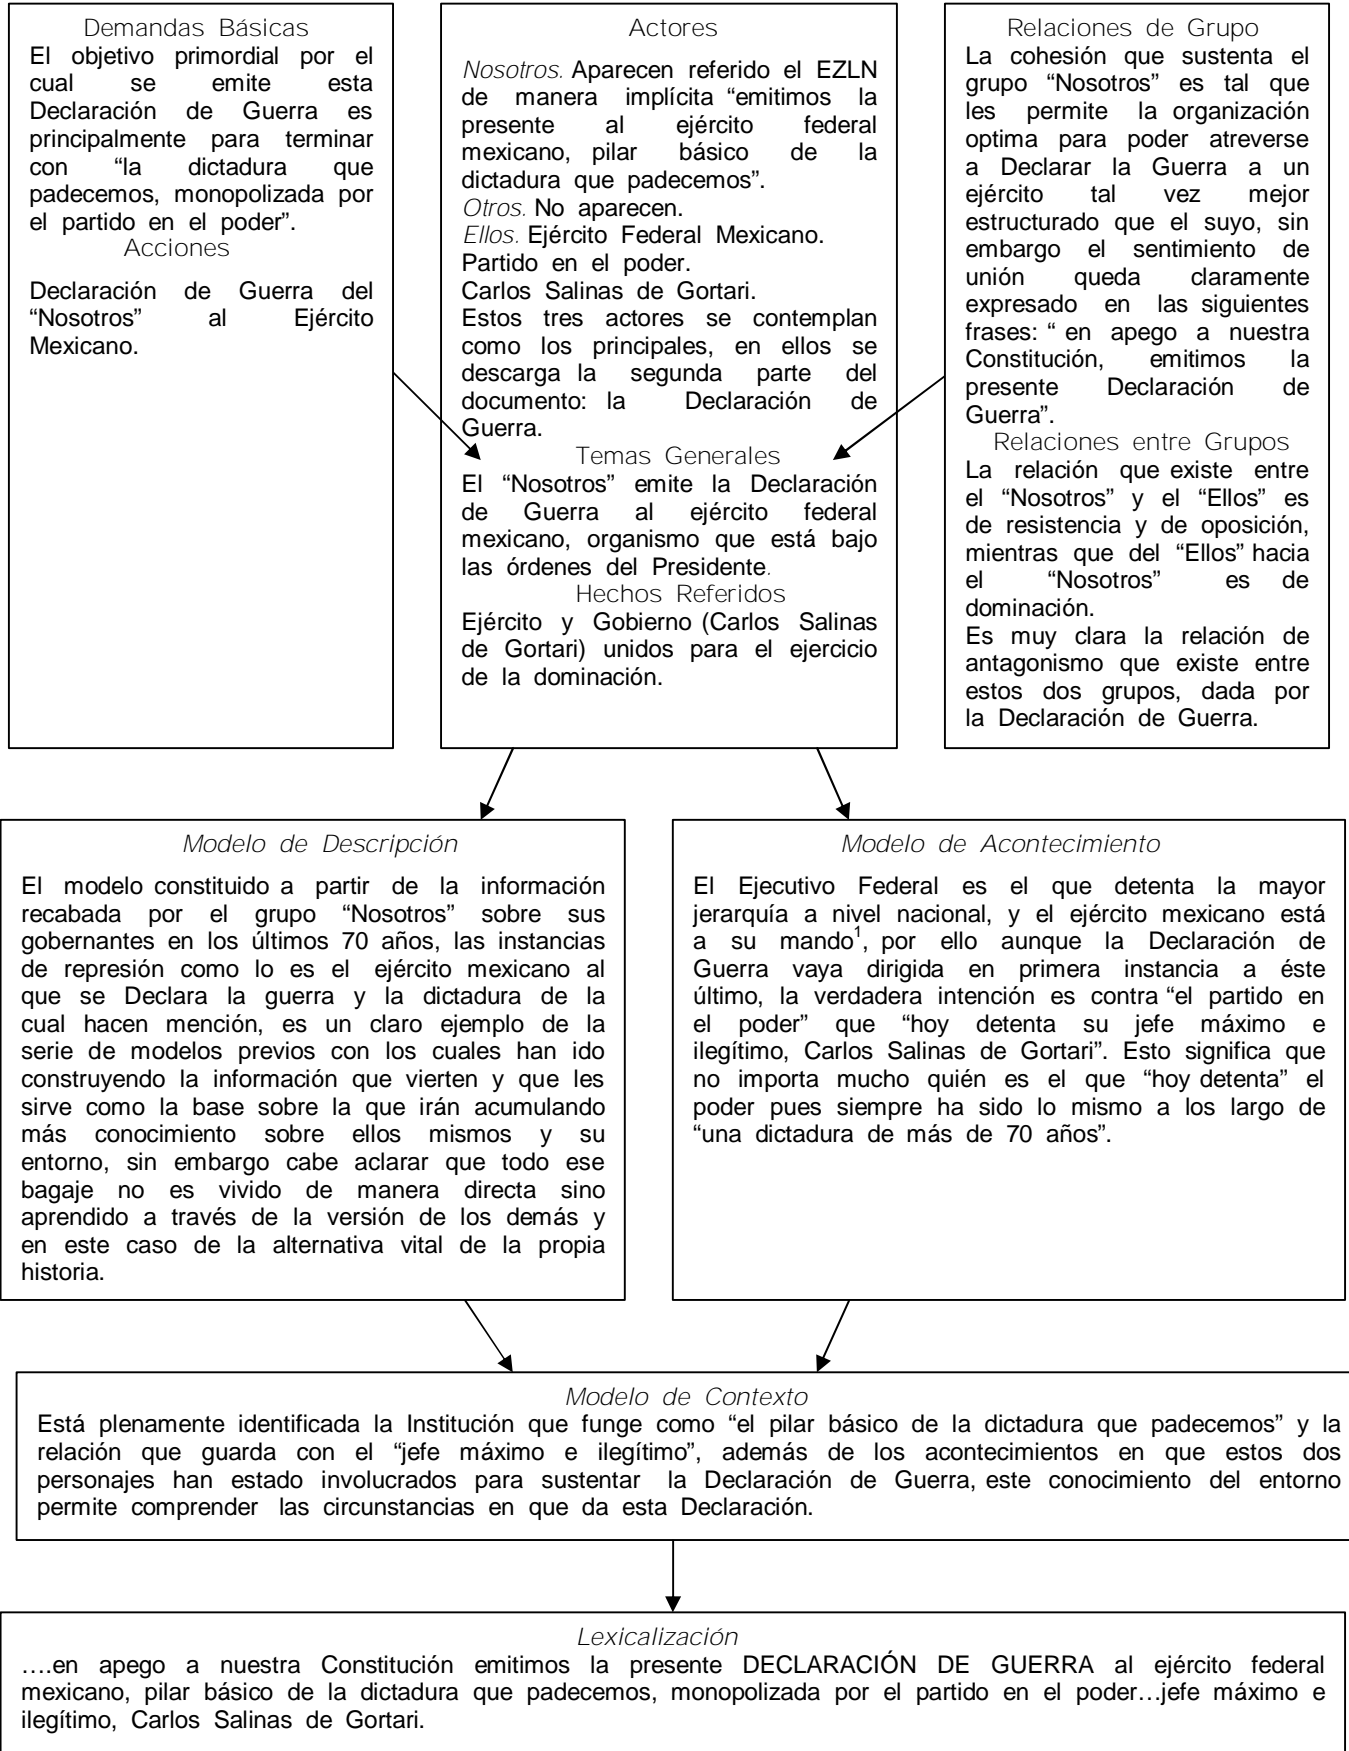 Demandas Básicas
El objetivo primordial por el
cual se emite esta
Declaración de Guerra es
principalmente para terminar
con “la dictadura que
padecemos, monopolizada por
el partido en el poder”.
Acciones
Declaración de Guerra del
“Nosotros” al Ejército
Mexicano.
Actores
Nosotros. Aparecen referido el EZLN
de manera implícita “emitimos la
presente al ejército federal
mexicano, pilar básico de la
dictadura que padecemos”.
Otros. No aparecen.
Ellos. Ejército Federal Mexicano.
Partido en el poder.
Carlos Salinas de Gortari.
Estos tres actores se contemplan
como los principales, en ellos se
descarga la segunda parte del
documento: la Declaración de
Guerra.
Temas Generales
El “Nosotros” emite la Declaración
de Guerra al ejército federal
mexicano, organismo que está bajo
las órdenes del Presidente.
Hechos Referidos
Ejército y Gobierno (Carlos Salinas
de Gortari) unidos para el ejercicio
de la dominación.
Relaciones de Grupo
La cohesión que sustenta el
grupo “Nosotros” es tal que
les permite la organización
optima para poder atreverse
a Declarar la Guerra a un
ejército tal vez mejor
estructurado que el suyo, sin
embargo el sentimiento de
unión queda claramente
expresado en las siguientes
frases: “ en apego a nuestra
Constitución, emitimos la
presente Declaración de
Guerra”.
Relaciones entre Grupos
La relación que existe entre
el “Nosotros” y el “Ellos” es
de resistencia y de oposición,
mientras que del “Ellos” hacia
el “Nosotros” es de
dominación.
Es muy clara la relación de
antagonismo que existe entre
estos dos grupos, dada por
la Declaración de Guerra.
Modelo de Descripción
El modelo constituido a partir de la información
recabada por el grupo “Nosotros” sobre sus
gobernantes en los últimos 70 años, las instancias
de represión como lo es el ejército mexicano al
que se Declara la guerra y la dictadura de la
cual hacen mención, es un claro ejemplo de la
serie de modelos previos con los cuales han ido
construyendo la información que vierten y que les
sirve como la base sobre la que irán acumulando
más conocimiento sobre ellos mismos y su
entorno, sin embargo cabe aclarar que todo ese
bagaje no es vivido de manera directa sino
aprendido a través de la versión de los demás y
en este caso de la alternativa vital de la propia
historia.
Modelo de Acontecimiento
El Ejecutivo Federal es el que detenta la mayor
jerarquía a nivel nacional, y el ejército mexicano está
a su mando¹, por ello aunque la Declaración de
Guerra vaya dirigida en primera instancia a éste
último, la verdadera intención es contra “el partido en
el poder” que “hoy detenta su jefe máximo e
ilegítimo, Carlos Salinas de Gortari”. Esto significa que
no importa mucho quién es el que “hoy detenta” el
poder pues siempre ha sido lo mismo a los largo de
“una dictadura de más de 70 años”.
Modelo de Contexto
Está plenamente identificada la Institución que funge como “el pilar básico de la dictadura que padecemos” y la
relación que guarda con el “jefe máximo e ilegítimo”, además de los acontecimientos en que estos dos
personajes han estado involucrados para sustentar la Declaración de Guerra, este conocimiento del entorno
permite comprender las circunstancias en que da esta Declaración.
Lexicalización
….en apego a nuestra Constitución emitimos la presente DECLARACIÓN DE GUERRA al ejército federal
mexicano, pilar básico de la dictadura que padecemos, monopolizada por el partido en el poder…jefe máximo e
ilegítimo, Carlos Salinas de Gortari.